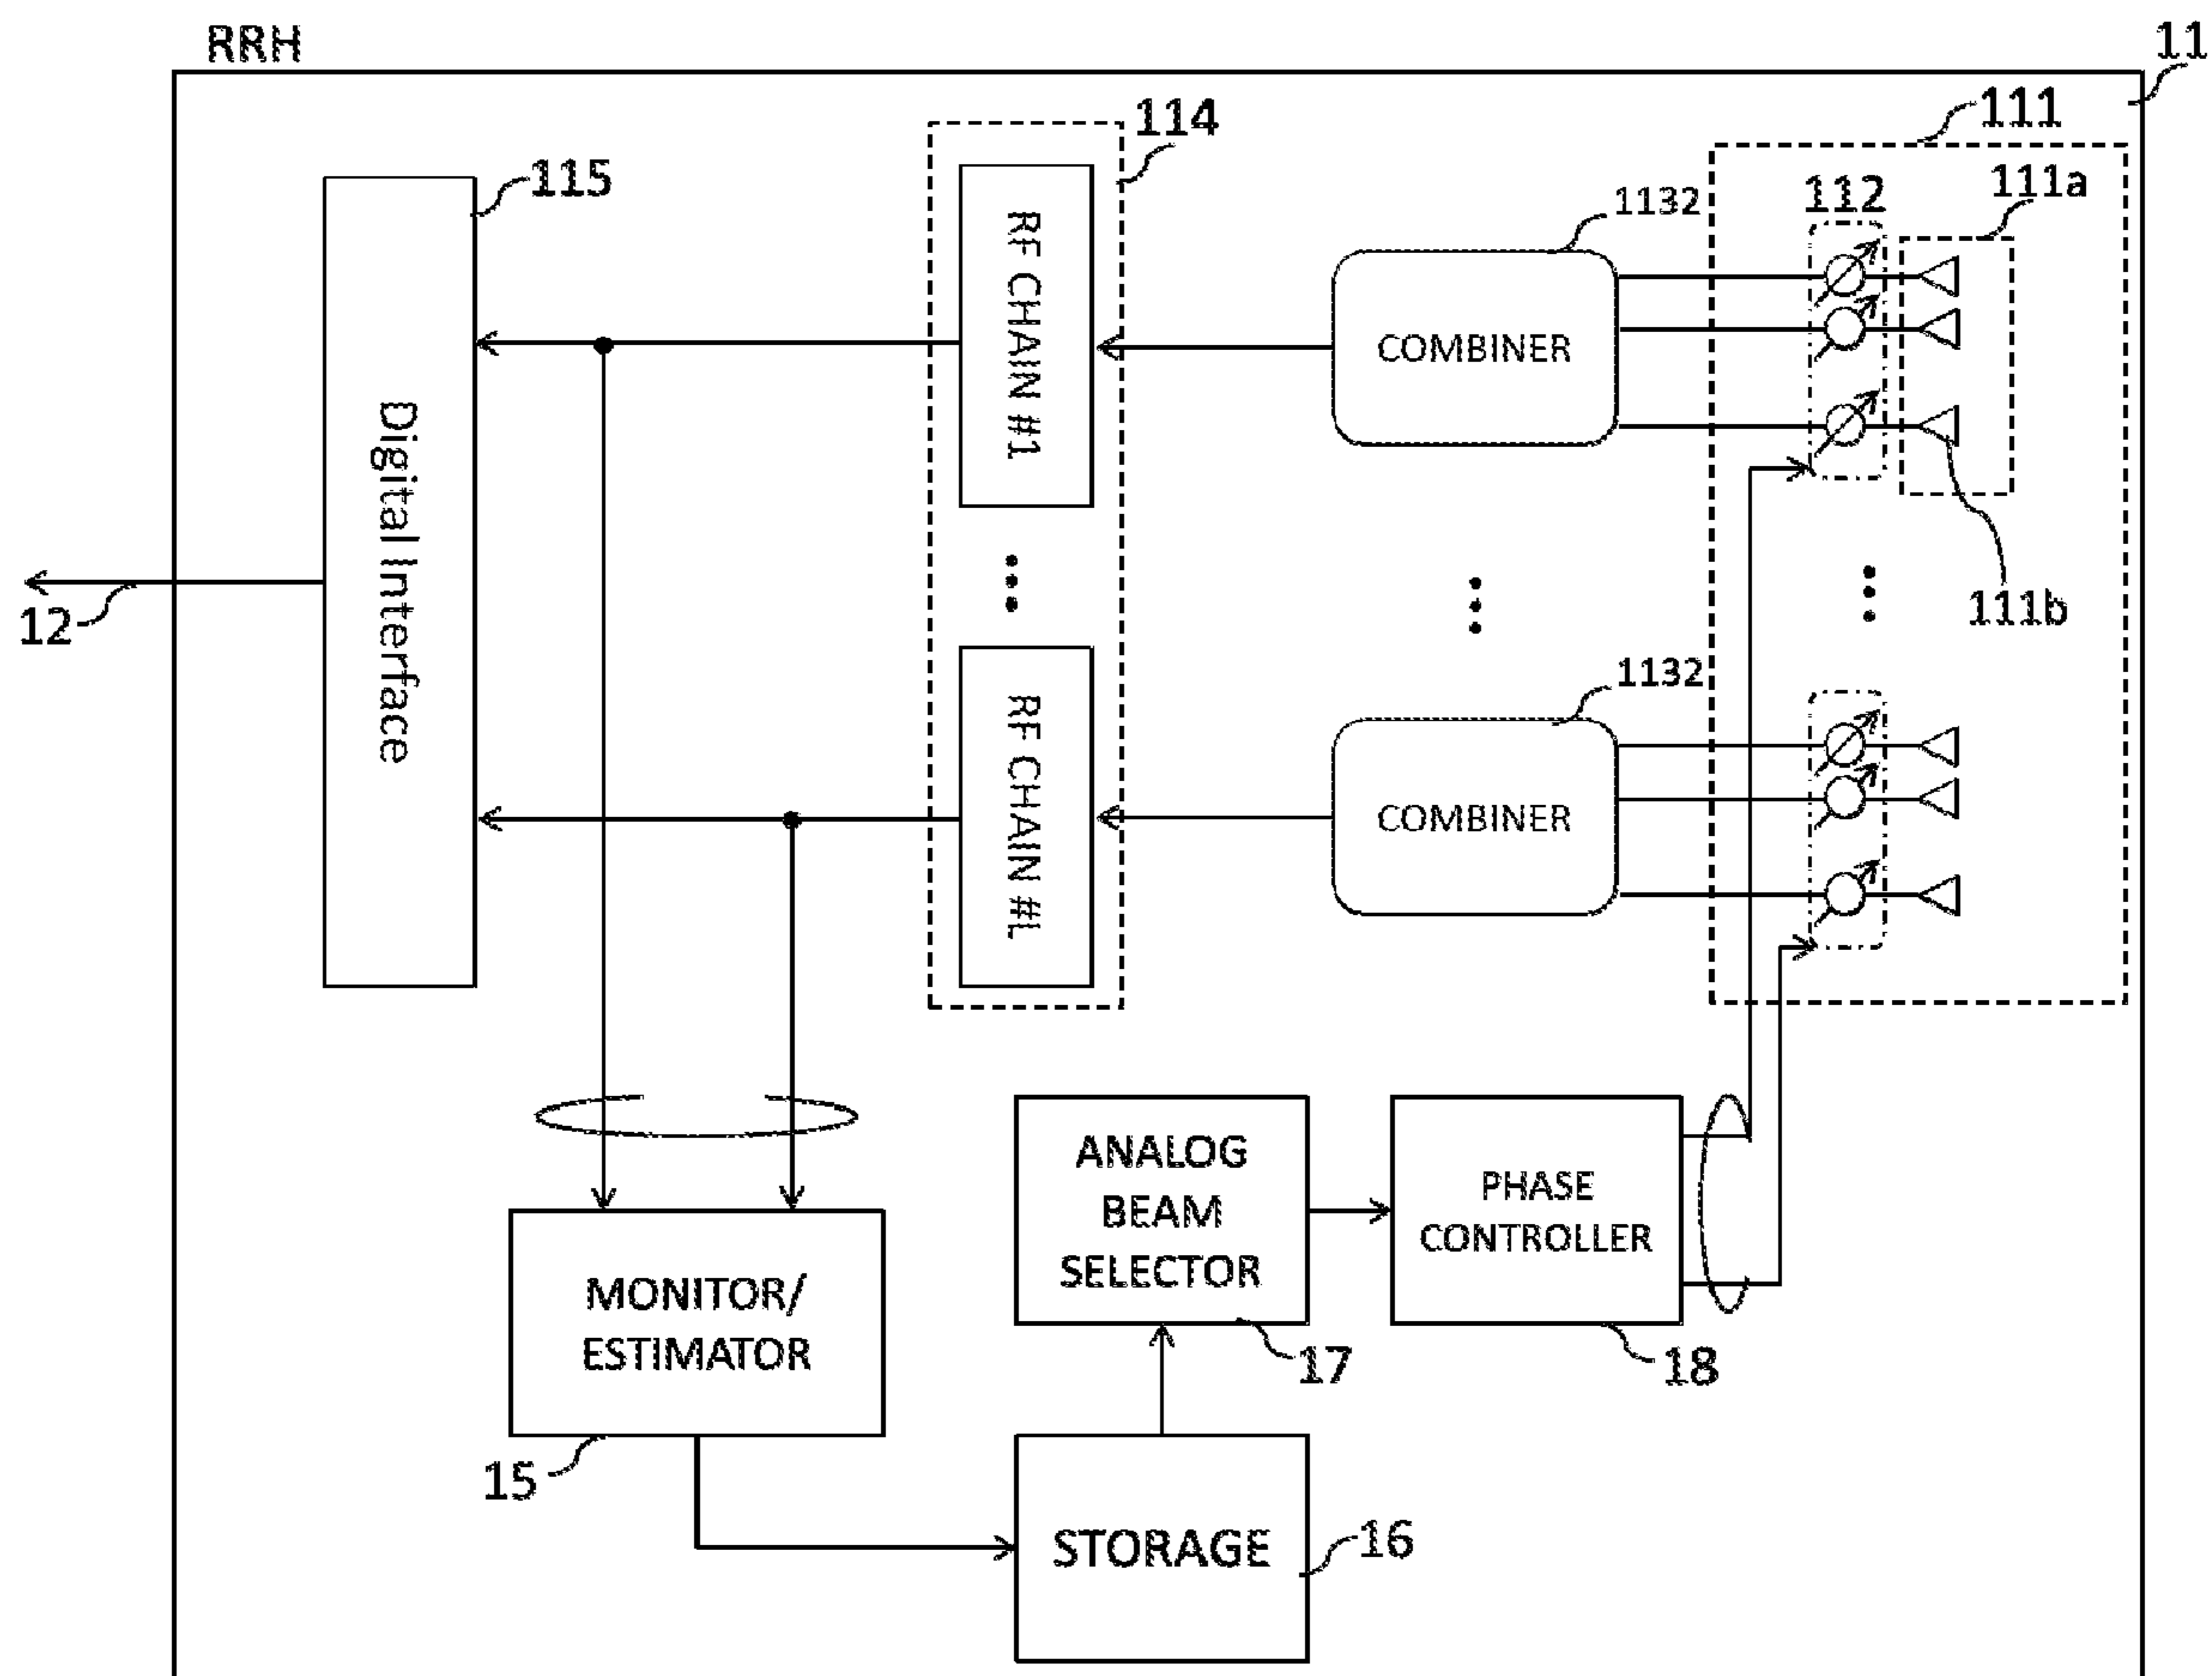 RRH
11
111
114
111a
115
112
1132
RF CHAIN #1
COMBINER
Digital Interface
12
111b
1132
RF CHAIN #L
COMBINER
ANALOG
BEAM
SELECTOR
PHASE
CONTROLLER
MONITOR/
ESTIMATOR
17
18
15
STORAGE
16